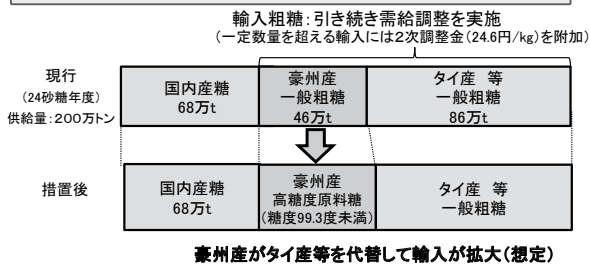 輸入粗糖:引き続き需給調整を実施
(一定数量を超える輸入には2次調整金(24.6円/kg)を附加)
現行
(24砂糖年度)
供給量:200万トン
国内産糖
68万t
豪州産
一般粗糖
46万t
タイ産 等
一般粗糖
86万t
措置後
国内産糖
68万t
豪州産
高糖度原料糖
(糖度99.3度未満)
タイ産 等
一般粗糖
豪州産がタイ産等を代替して輸入が拡大(想定)